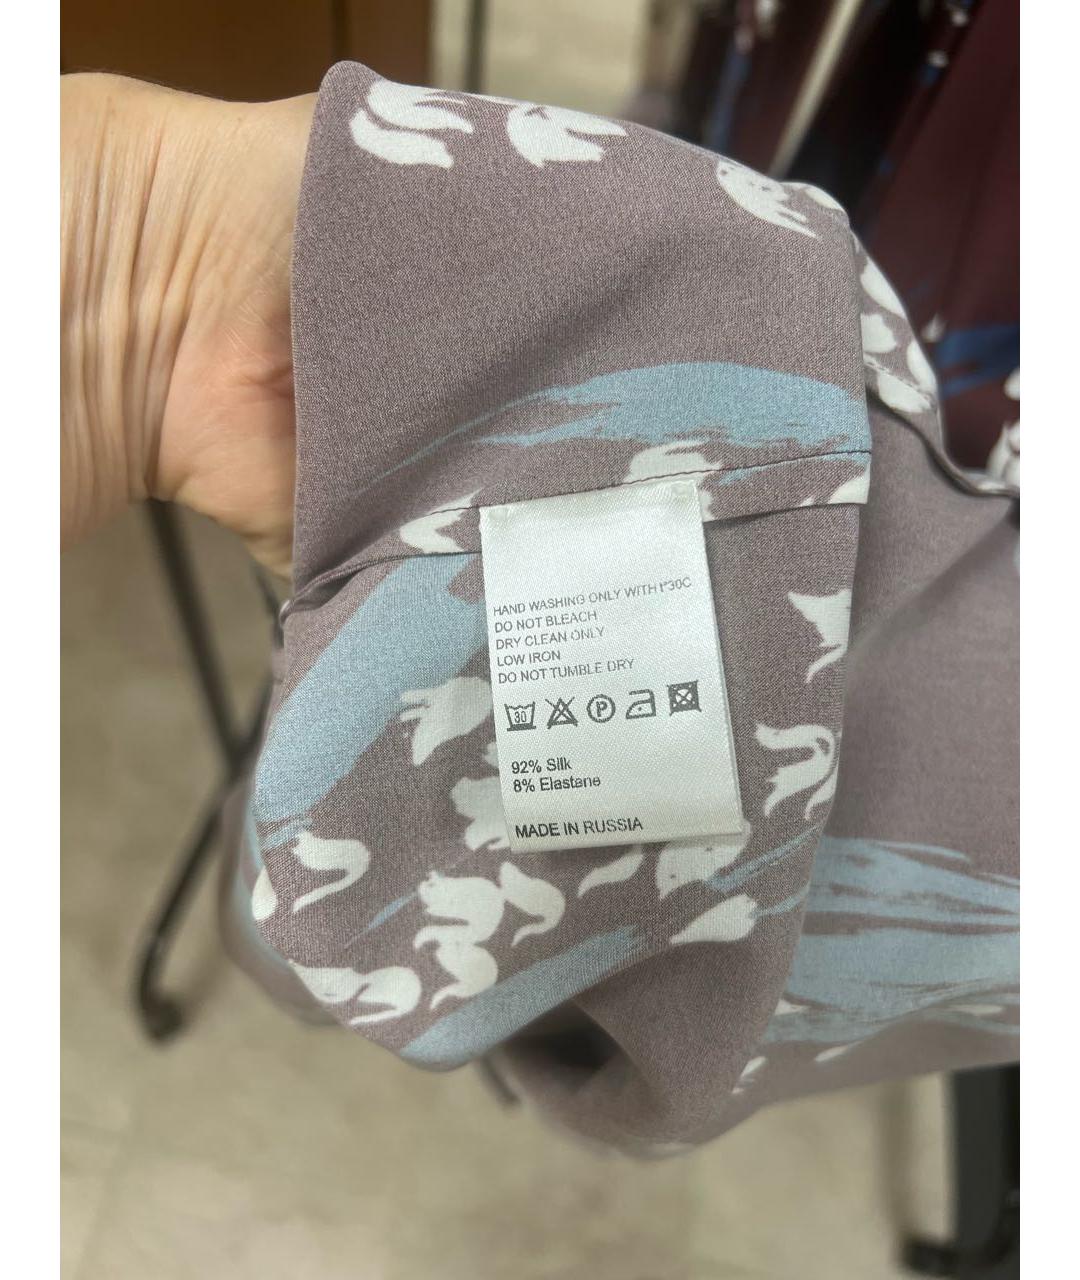 HAND WASHING ONLY WITH t°30C
DO NOT BLEACH
DRY CLEAN ONLY
LOW IRON
DO NOT TUMBLE DRY
30 P
92% Silk
8% Elastane
MADE IN RUSSIA